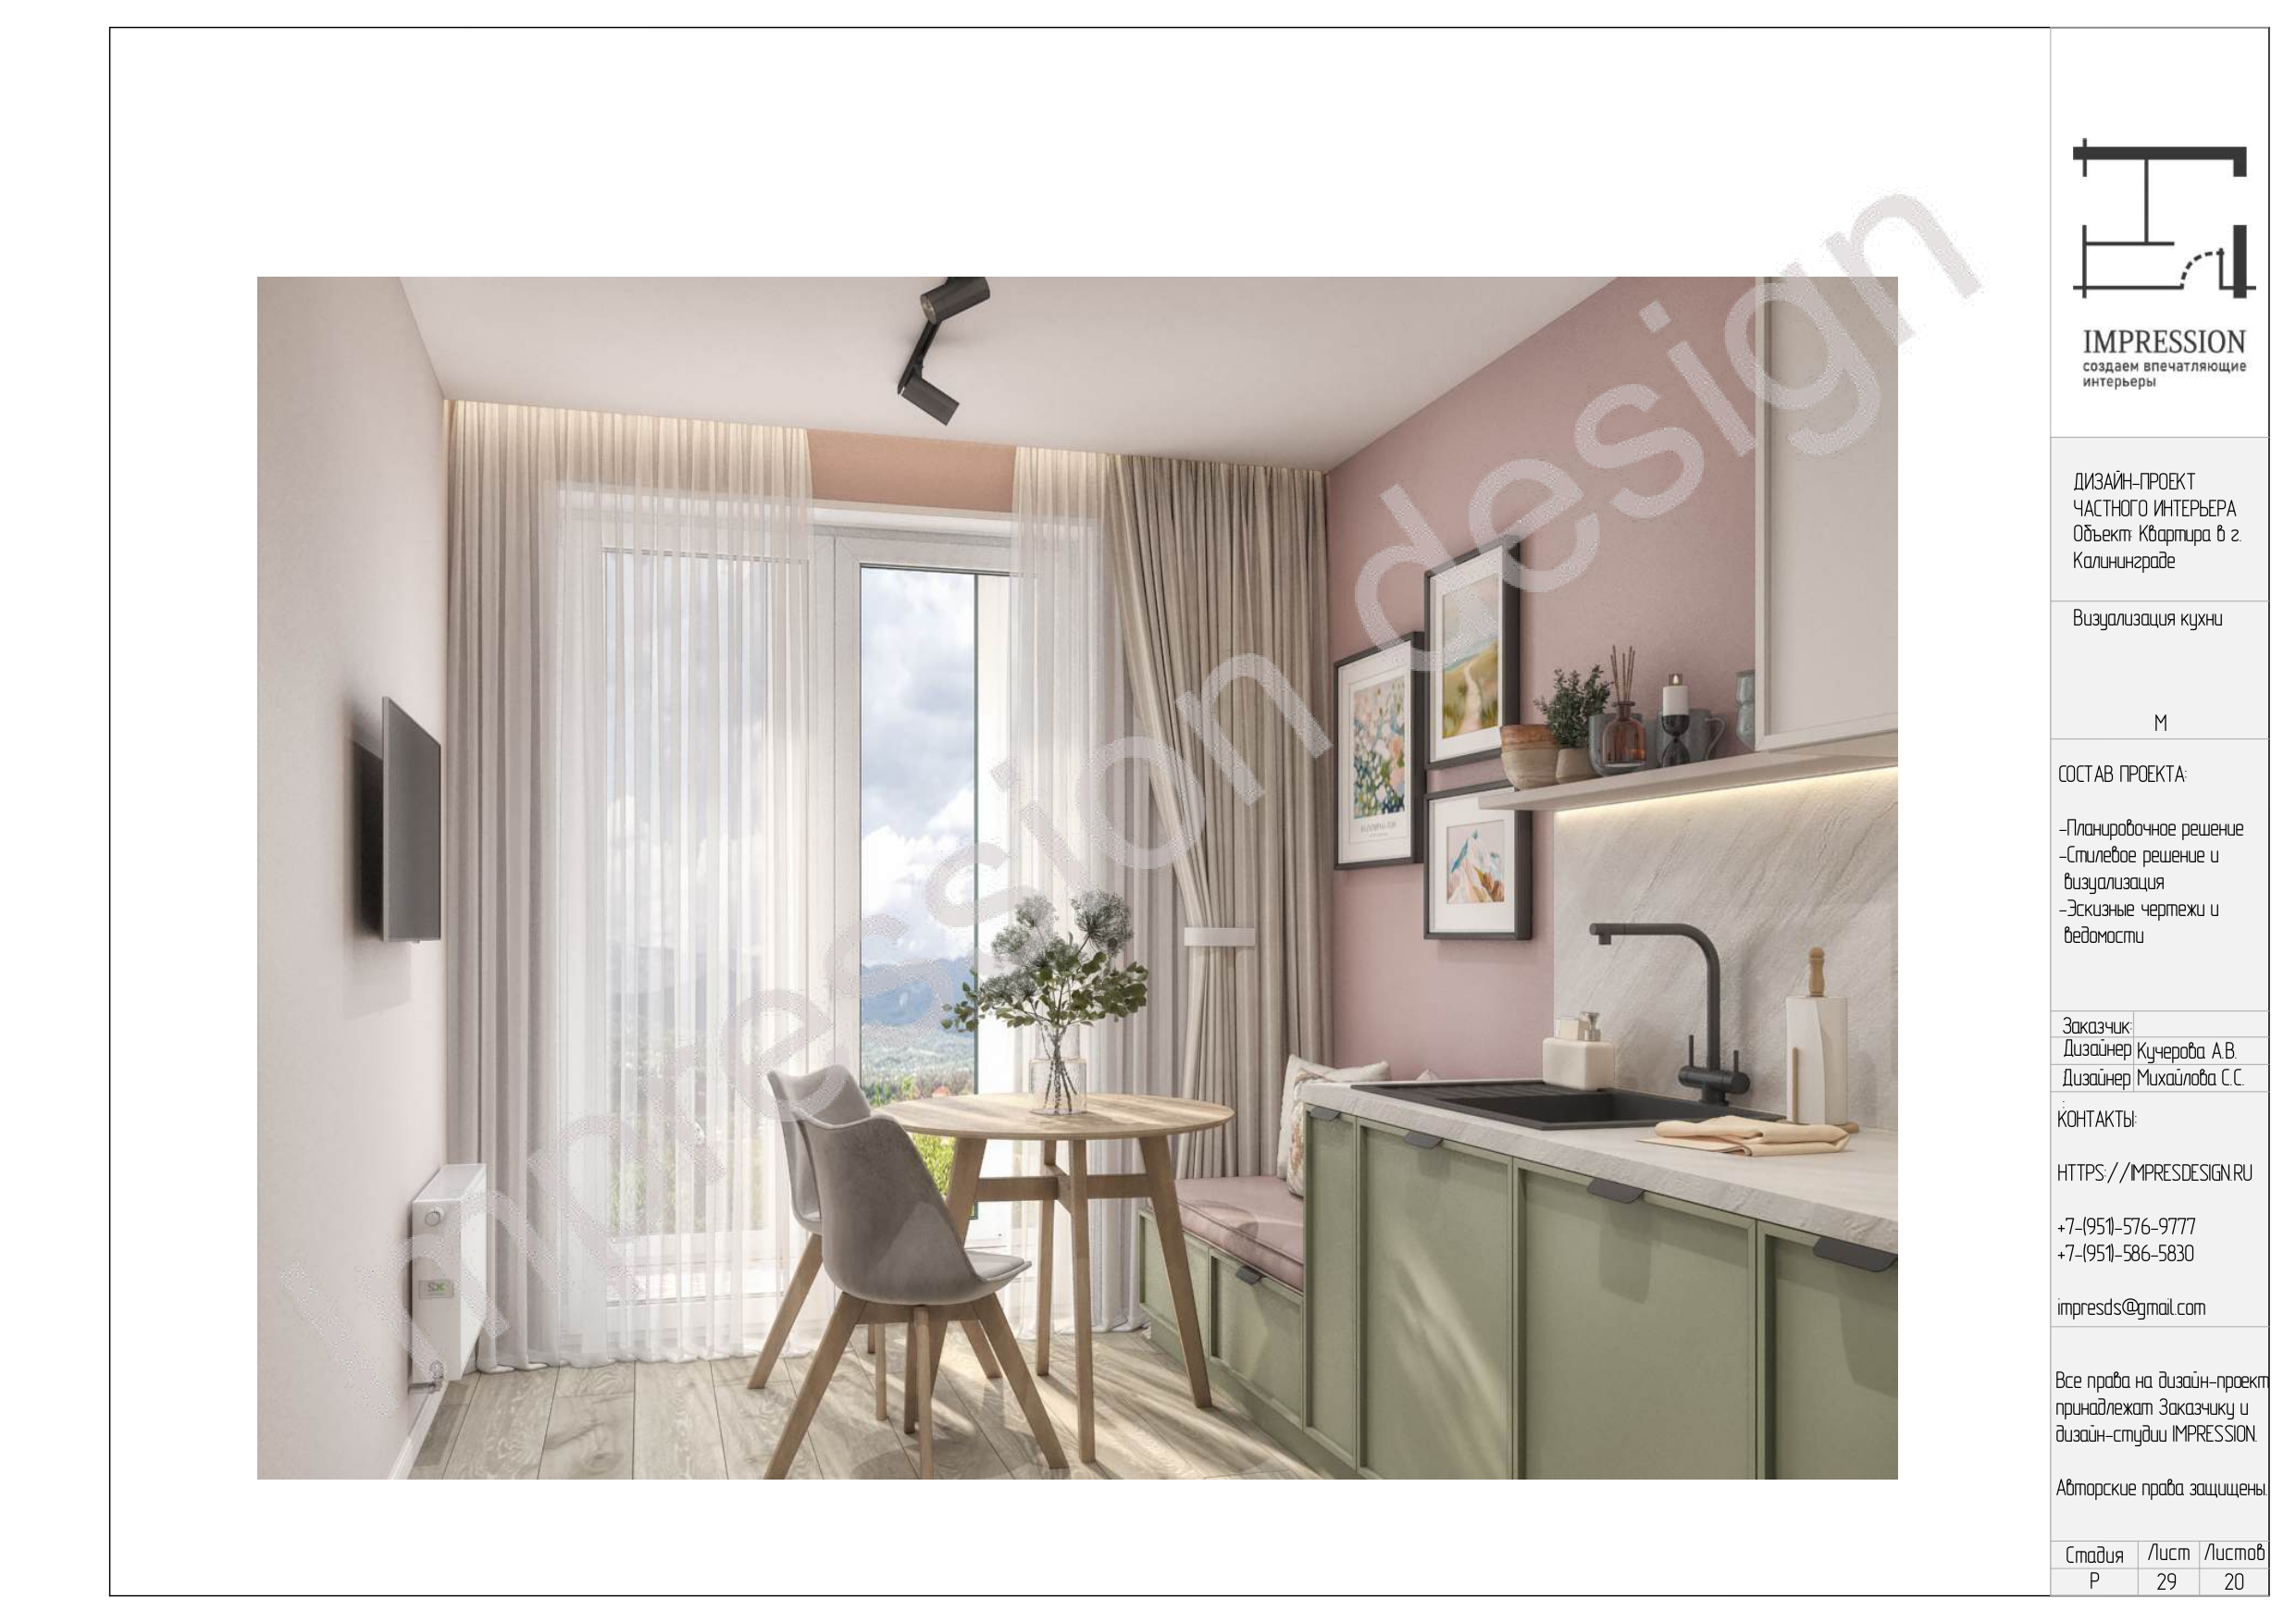 impression design
IMPRESSION
создаем впечатляющие
интерьеры
ДИЗАЙН-ПРОЕКТ
ЧАСТНОГО ИНТЕРЬЕРА
Объект: Квартира в г.
Калининграде
Визуализация кухни
М
СОСТАВ ПРОЕКТА:
-Планировочное решение
-Стилевое решение и
визуализация
-Эскизные чертежи и
ведомости
Заказчик:
Дизайнер Кучерова А.В.
Дизайнер Михайлова С.С.
:
КОНТАКТЫ:
HTTPS://IMPRESDESIGN.RU
+7-(951)-576-9777
+7-(951)-586-5830
impresds@gmail.com
Все права на дизайн-проект
принадлежат Заказчику и
дизайн-студии IMPRESSION.
Авторские права защищены.
Стадия Лист Листов
Р 29 20